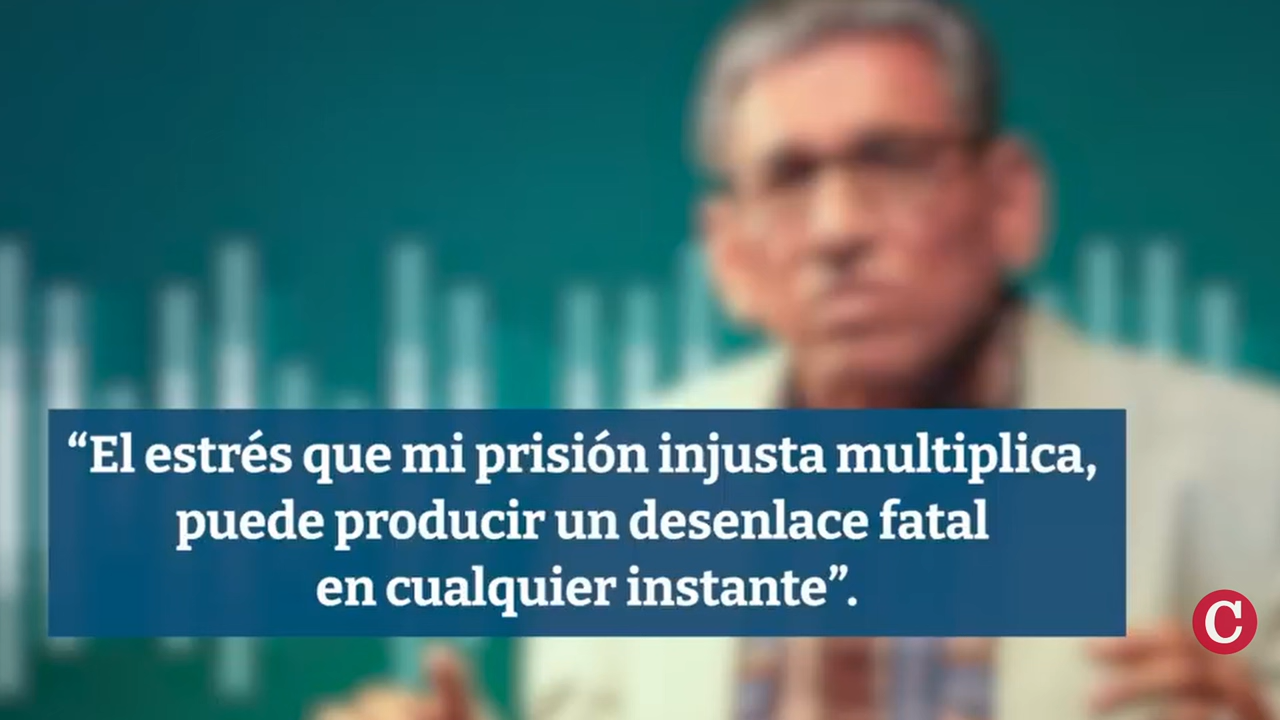 “El estrés que mi prisión injusta multiplica,
puede producir un desenlace fatal
en cualquier instante”.
C